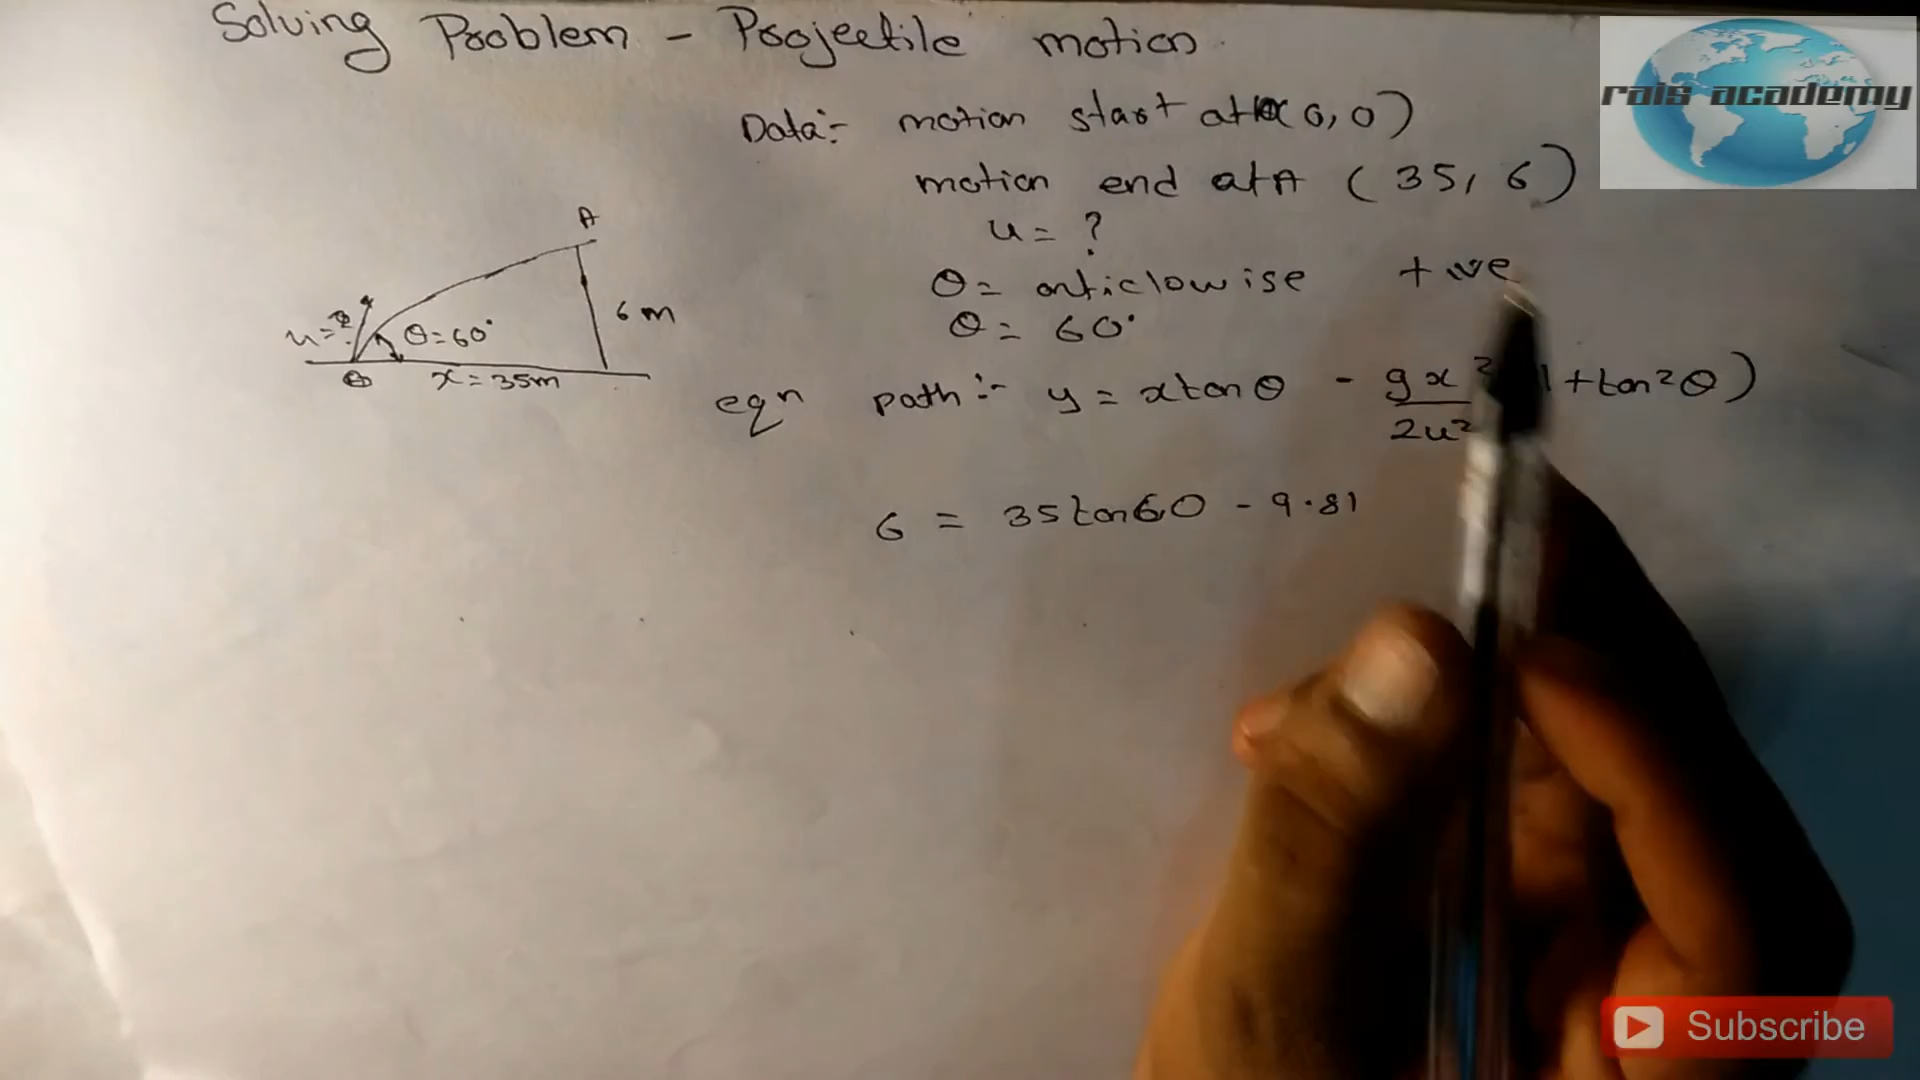 Solving Problem - Projectile motion
rais academy
Data:- motion start at (0,0)
motion end at A (35, 6)
u = ?
θ = anticlowise +ve
θ = 60°
A
6 m
u = ?
θ=60°
x = 35m
eqn path:- y = x tan θ - gx² 1 + tan²θ)
2u²
6 = 35 tan 60 - 9.81
Subscribe